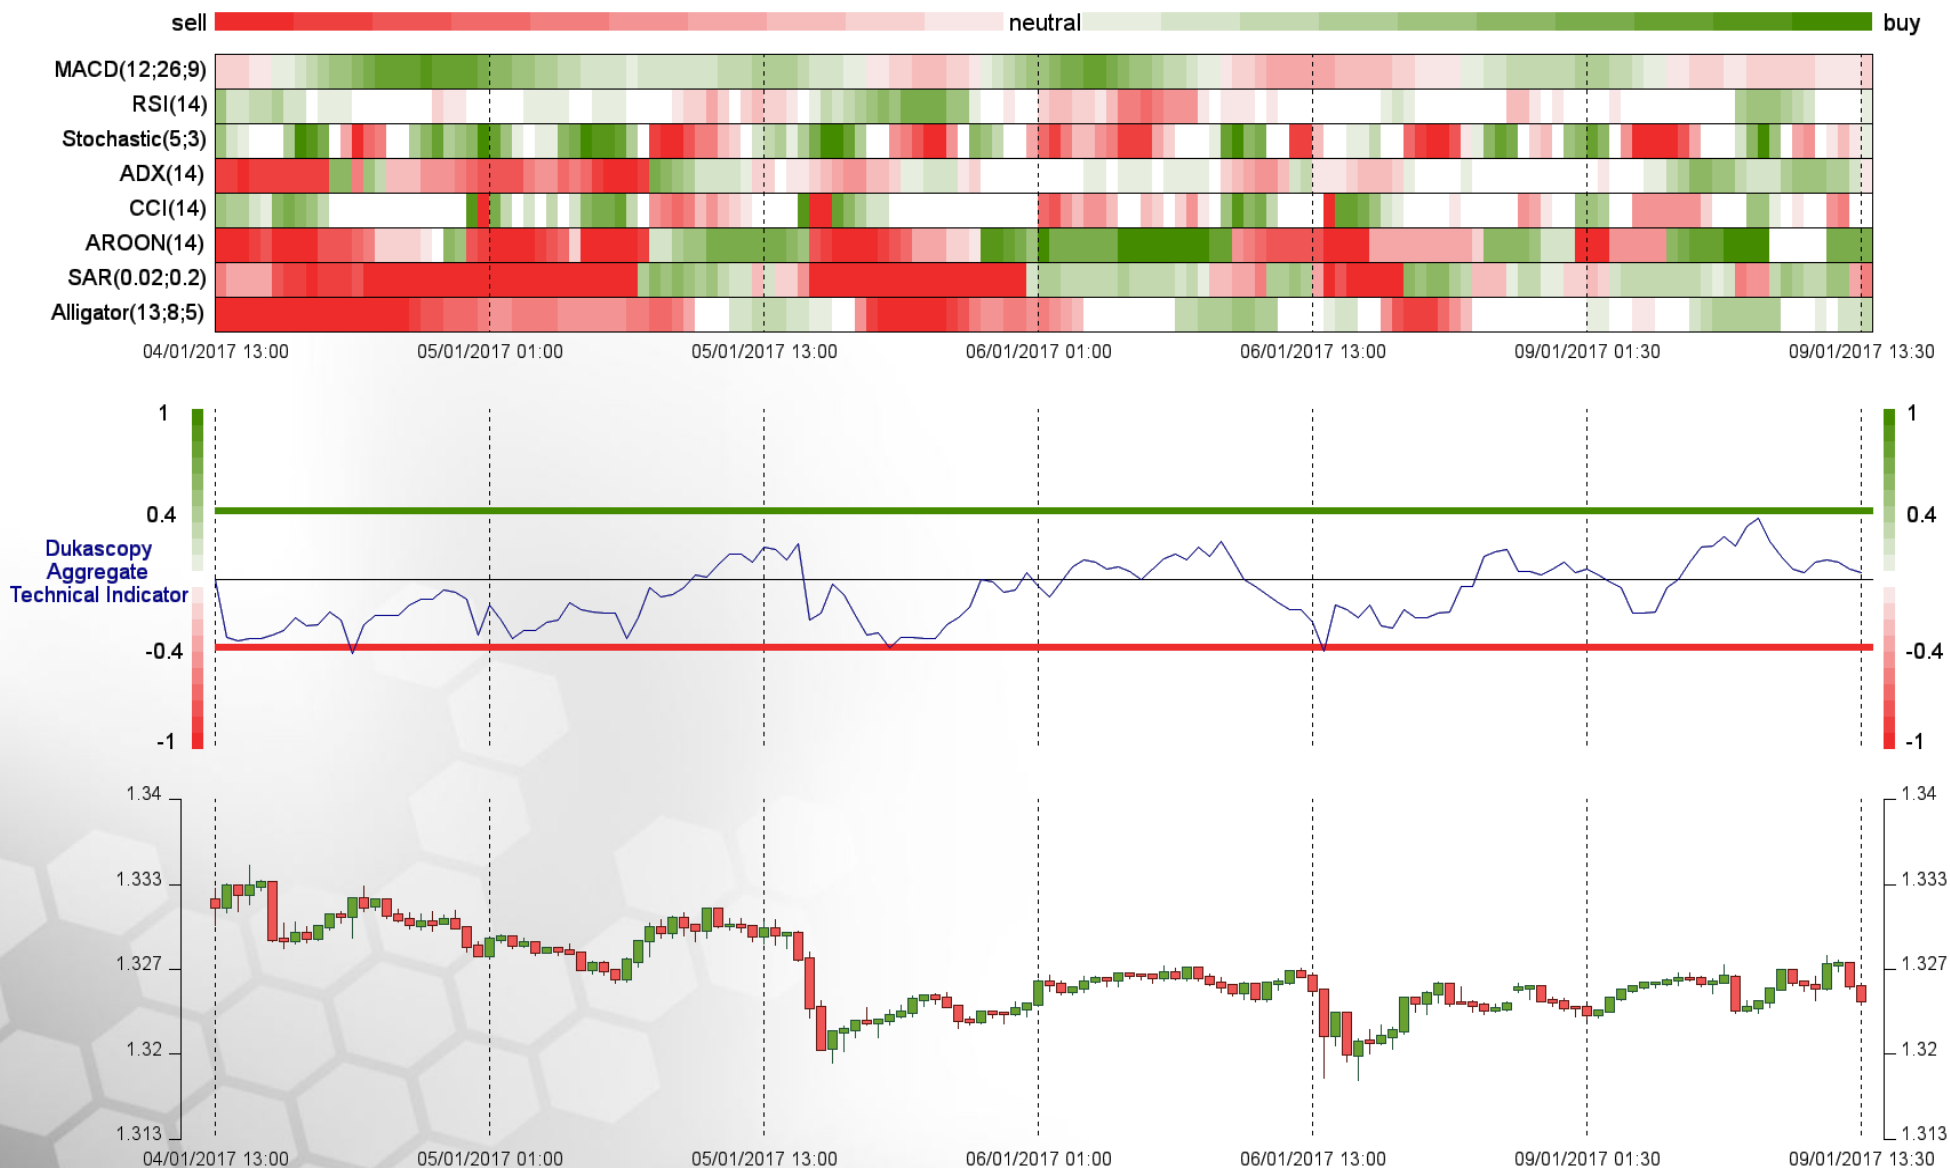 sell neutral buy
MACD(12;26;9)
RSI(14)
Stochastic(5;3)
ADX(14)
CCI(14)
AROON(14)
SAR(0.02;0.2)
Alligator(13;8;5)
04/01/2017 13:00 05/01/2017 01:00 05/01/2017 13:00 06/01/2017 01:00 06/01/2017 13:00 09/01/2017 01:30 09/01/2017 13:30
1 1
0.4 0.4
Dukascopy
Aggregate
Technical Indicator
-0.4 -0.4
-1 -1
1.34 1.34
1.333 1.333
1.327 1.327
1.32 1.32
1.313 1.313
04/01/2017 13:00 05/01/2017 01:00 05/01/2017 13:00 06/01/2017 01:00 06/01/2017 13:00 09/01/2017 01:30 09/01/2017 13:30